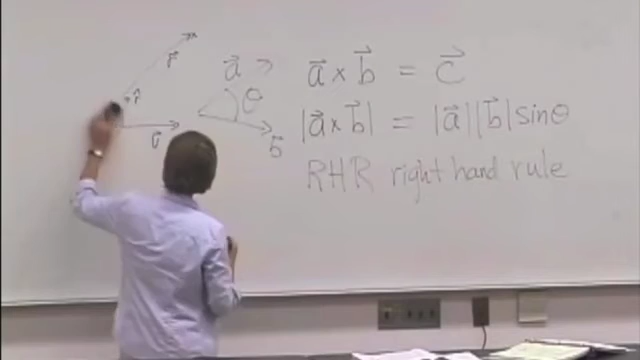 r⃗
r̂
v⃗
a⃗
θ
b⃗
a⃗ × b⃗ = c⃗
|a⃗ × b⃗| = |a⃗||b⃗| sinθ
RHR right hand rule